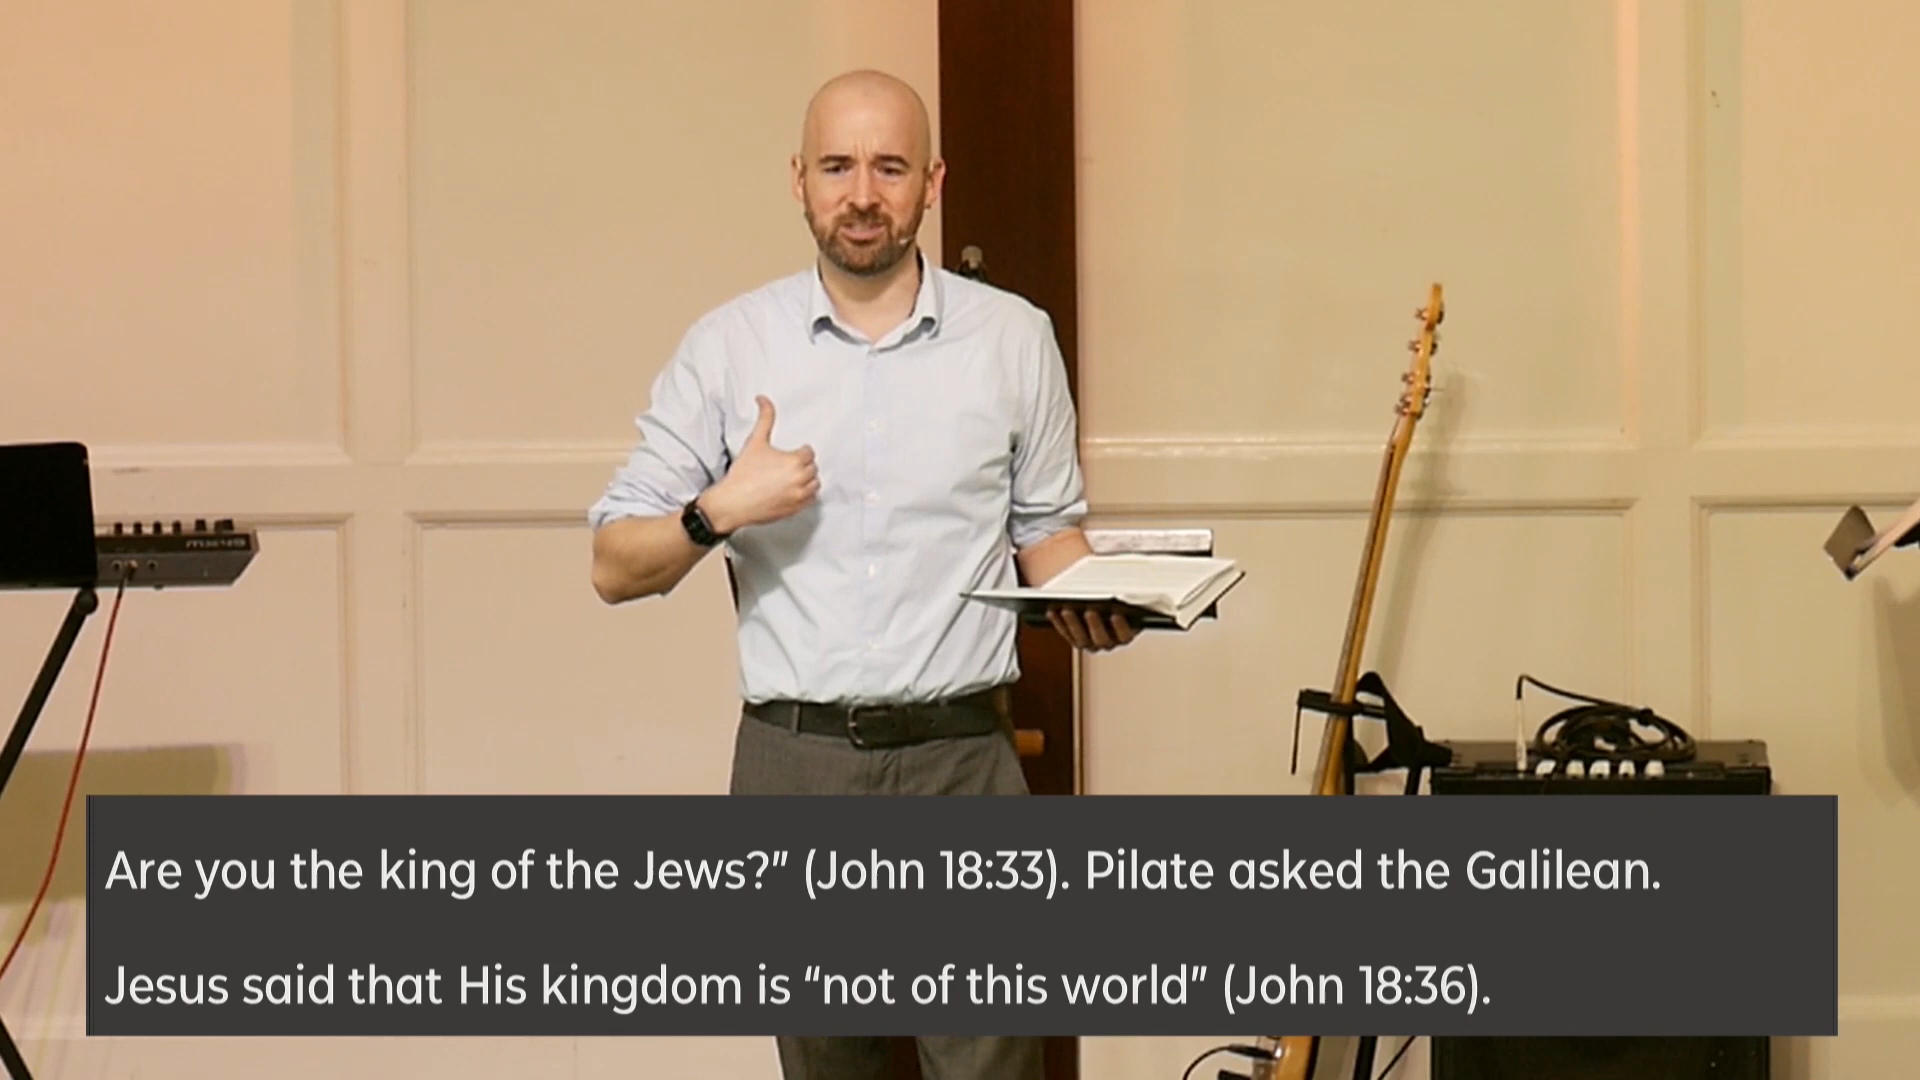 Are you the king of the Jews?” (John 18:33). Pilate asked the Galilean.
Jesus said that His kingdom is “not of this world” (John 18:36).